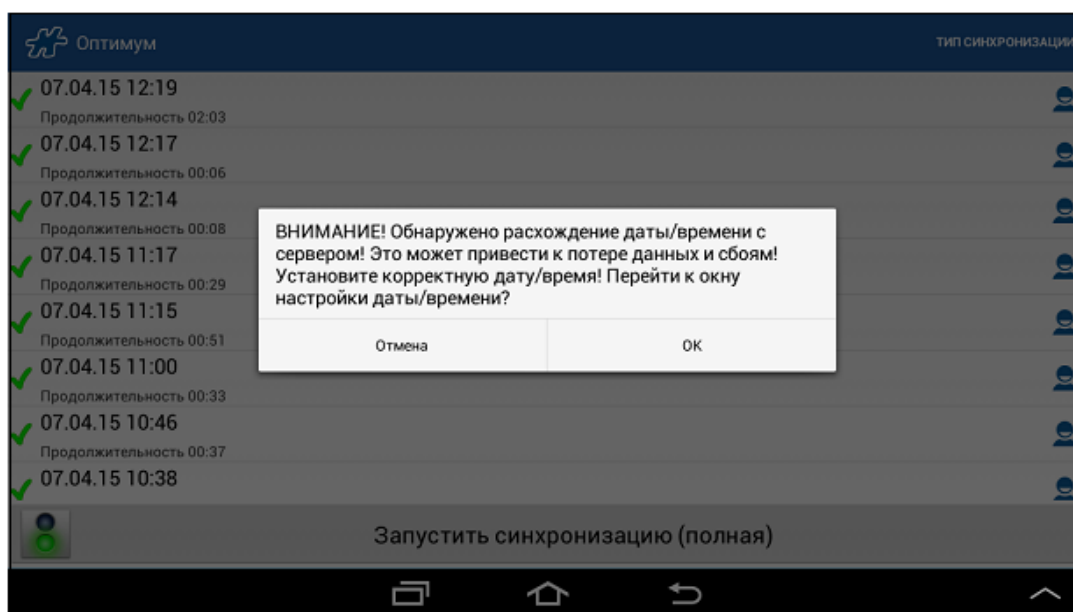 Оптимум
ТИП СИНХРОНИЗАЦИИ
07.04.15 12:19
Продолжительность 02:03
07.04.15 12:17
Продолжительность 00:06
07.04.15 12:14
Продолжительность 00:08
07.04.15 11:17
Продолжительность 00:29
07.04.15 11:15
Продолжительность 00:51
07.04.15 11:00
Продолжительность 00:33
07.04.15 10:46
Продолжительность 00:37
07.04.15 10:38
ВНИМАНИЕ! Обнаружено расхождение даты/времени с
сервером! Это может привести к потере данных и сбоям!
Установите корректную дату/время! Перейти к окну
настройки даты/времени?
Отмена
ОК
Запустить синхронизацию (полная)